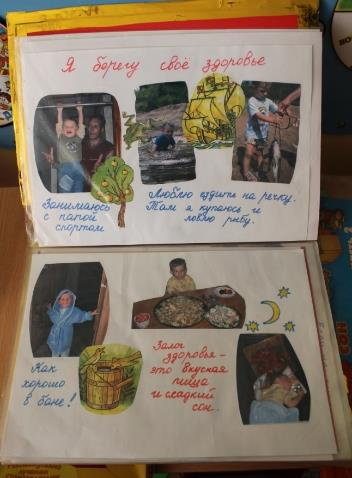 Я берегу своё здоровье
Занимаюсь
с папой
спортом
Люблю ездить на речку.
Там я купаюсь и
ловлю рыбу.
Как
хорошо
в бане!
Залог
здоровья -
это вкусная
пища
и сладкий
сон..